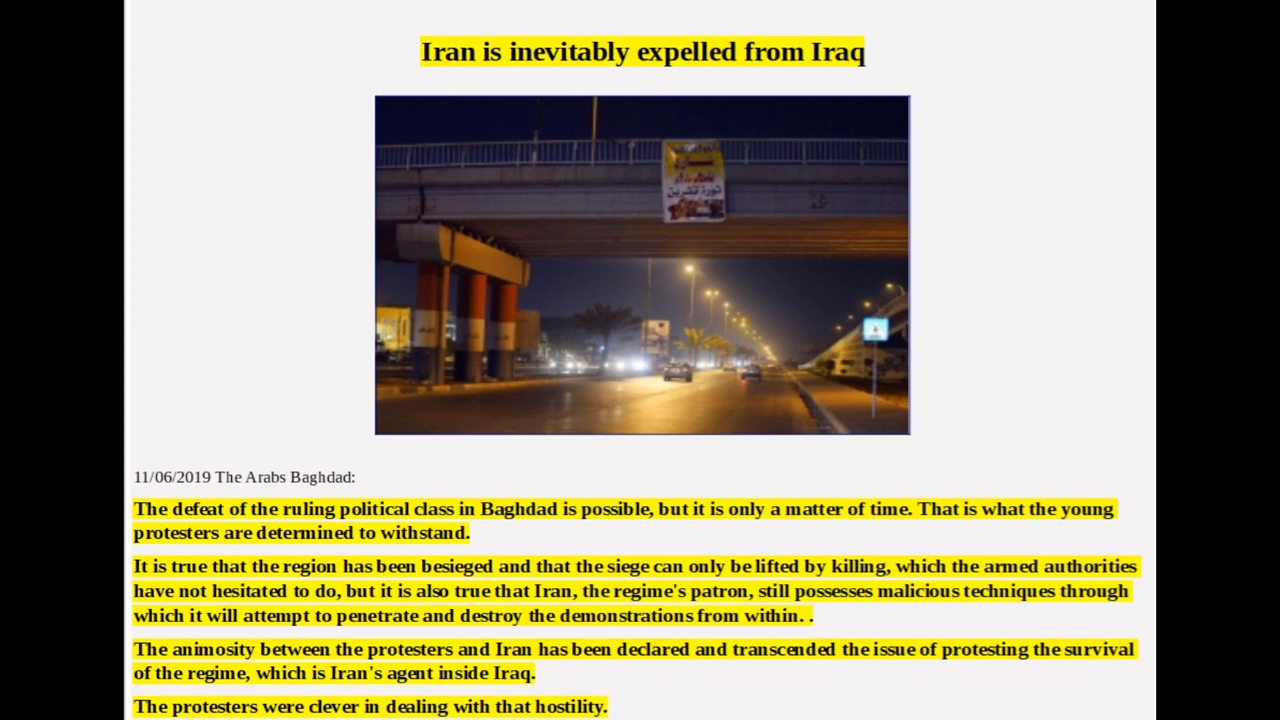 Iran is inevitably expelled from Iraq
شهداء
ثورة تشرين
11/06/2019 The Arabs Baghdad:
The defeat of the ruling political class in Baghdad is possible, but it is only a matter of time. That is what the young
protesters are determined to withstand.
It is true that the region has been besieged and that the siege can only be lifted by killing, which the armed authorities
have not hesitated to do, but it is also true that Iran, the regime's patron, still possesses malicious techniques through
which it will attempt to penetrate and destroy the demonstrations from within. .
The animosity between the protesters and Iran has been declared and transcended the issue of protesting the survival
of the regime, which is Iran's agent inside Iraq.
The protesters were clever in dealing with that hostility.